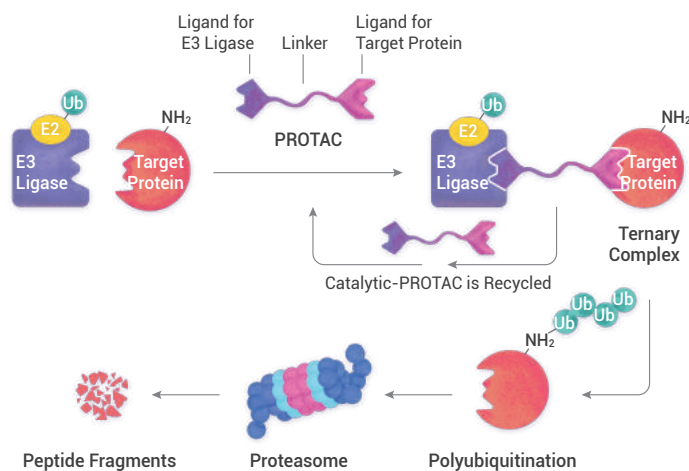 Ligand for
E3 Ligase
Linker
Ligand for
Target Protein
PROTAC
Ub
E2
E3
Ligase
NH2
Target
Protein
Ub
E2
E3
Ligase
NH2
Target
Protein
Ternary
Complex
Catalytic-PROTAC is Recycled
Ub
Ub
Ub
Ub
NH2
Peptide Fragments
Proteasome
Polyubiquitination